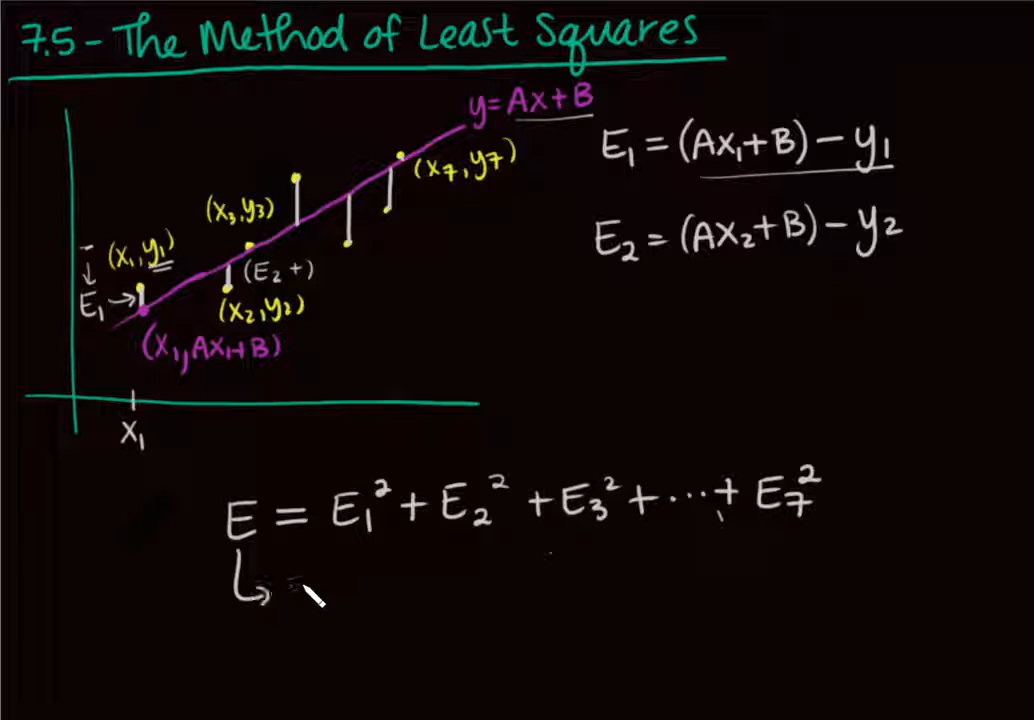 7.5 - The Method of Least Squares
y = Ax + B
E₁ = (Ax₁ + B) - y₁
(x₇, y₇)
(x₃, y₃)
E₂ = (Ax₂ + B) - y₂
(x₁, y₁)
(E₂ +)
E₁ →
(x₂, y₂)
(x₁, Ax₁ + B)
x₁
E = E₁² + E₂² + E₃² + ... + E₇²